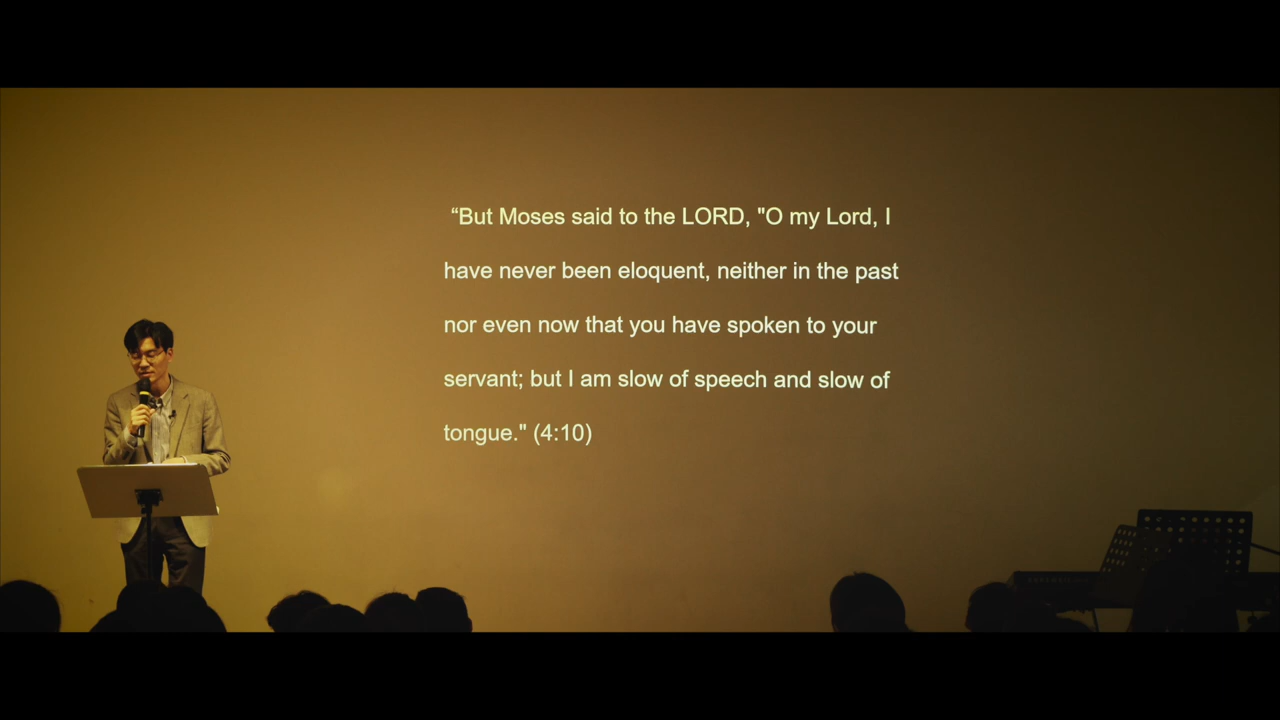 “But Moses said to the LORD, "O my Lord, I
have never been eloquent, neither in the past
nor even now that you have spoken to your
servant; but I am slow of speech and slow of
tongue." (4:10)